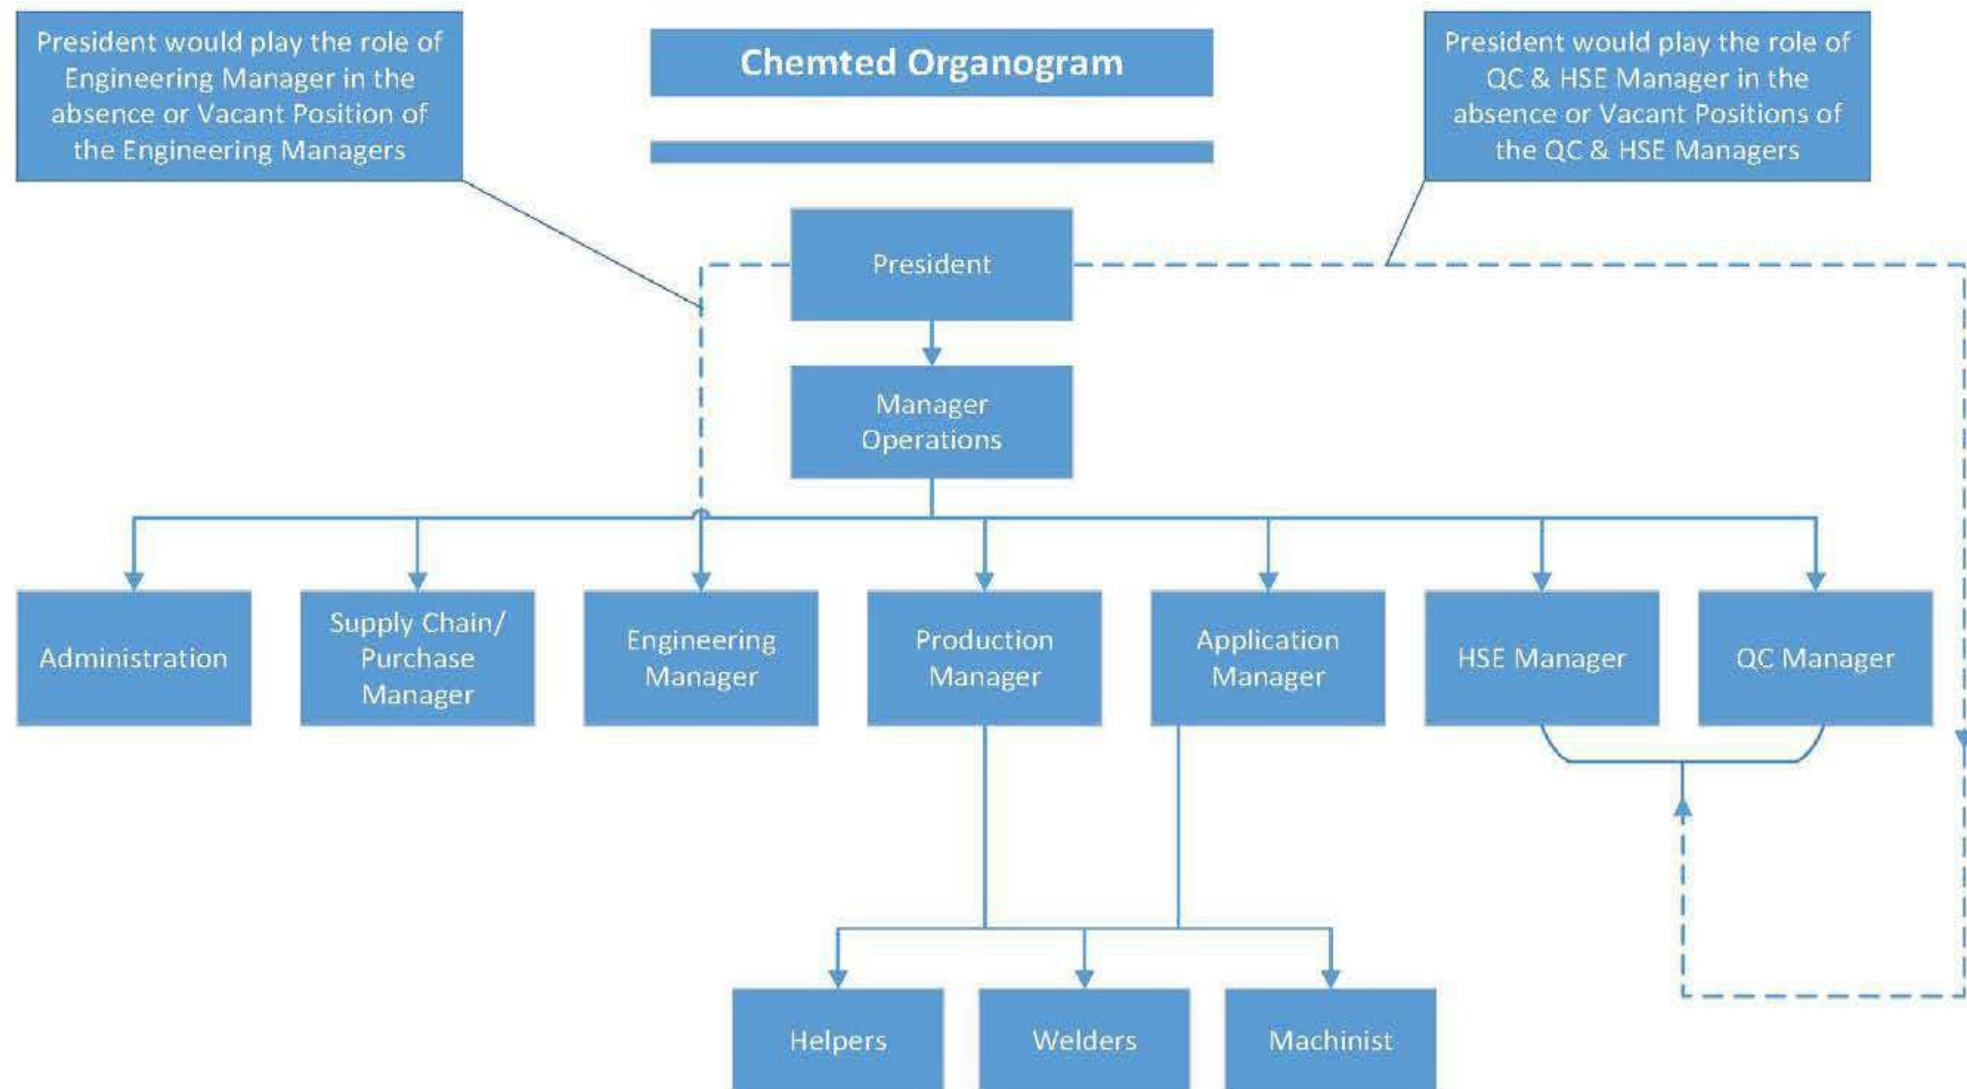 President would play the role of
Engineering Manager in the
absence or Vacant Position of
the Engineering Managers
Chemted Organogram
President would play the role of
QC & HSE Manager in the
absence or Vacant Positions of
the QC & HSE Managers
President
Manager
Operations
Administration
Supply Chain/
Purchase
Manager
Engineering
Manager
Production
Manager
Application
Manager
HSE Manager
QC Manager
Helpers
Welders
Machinist